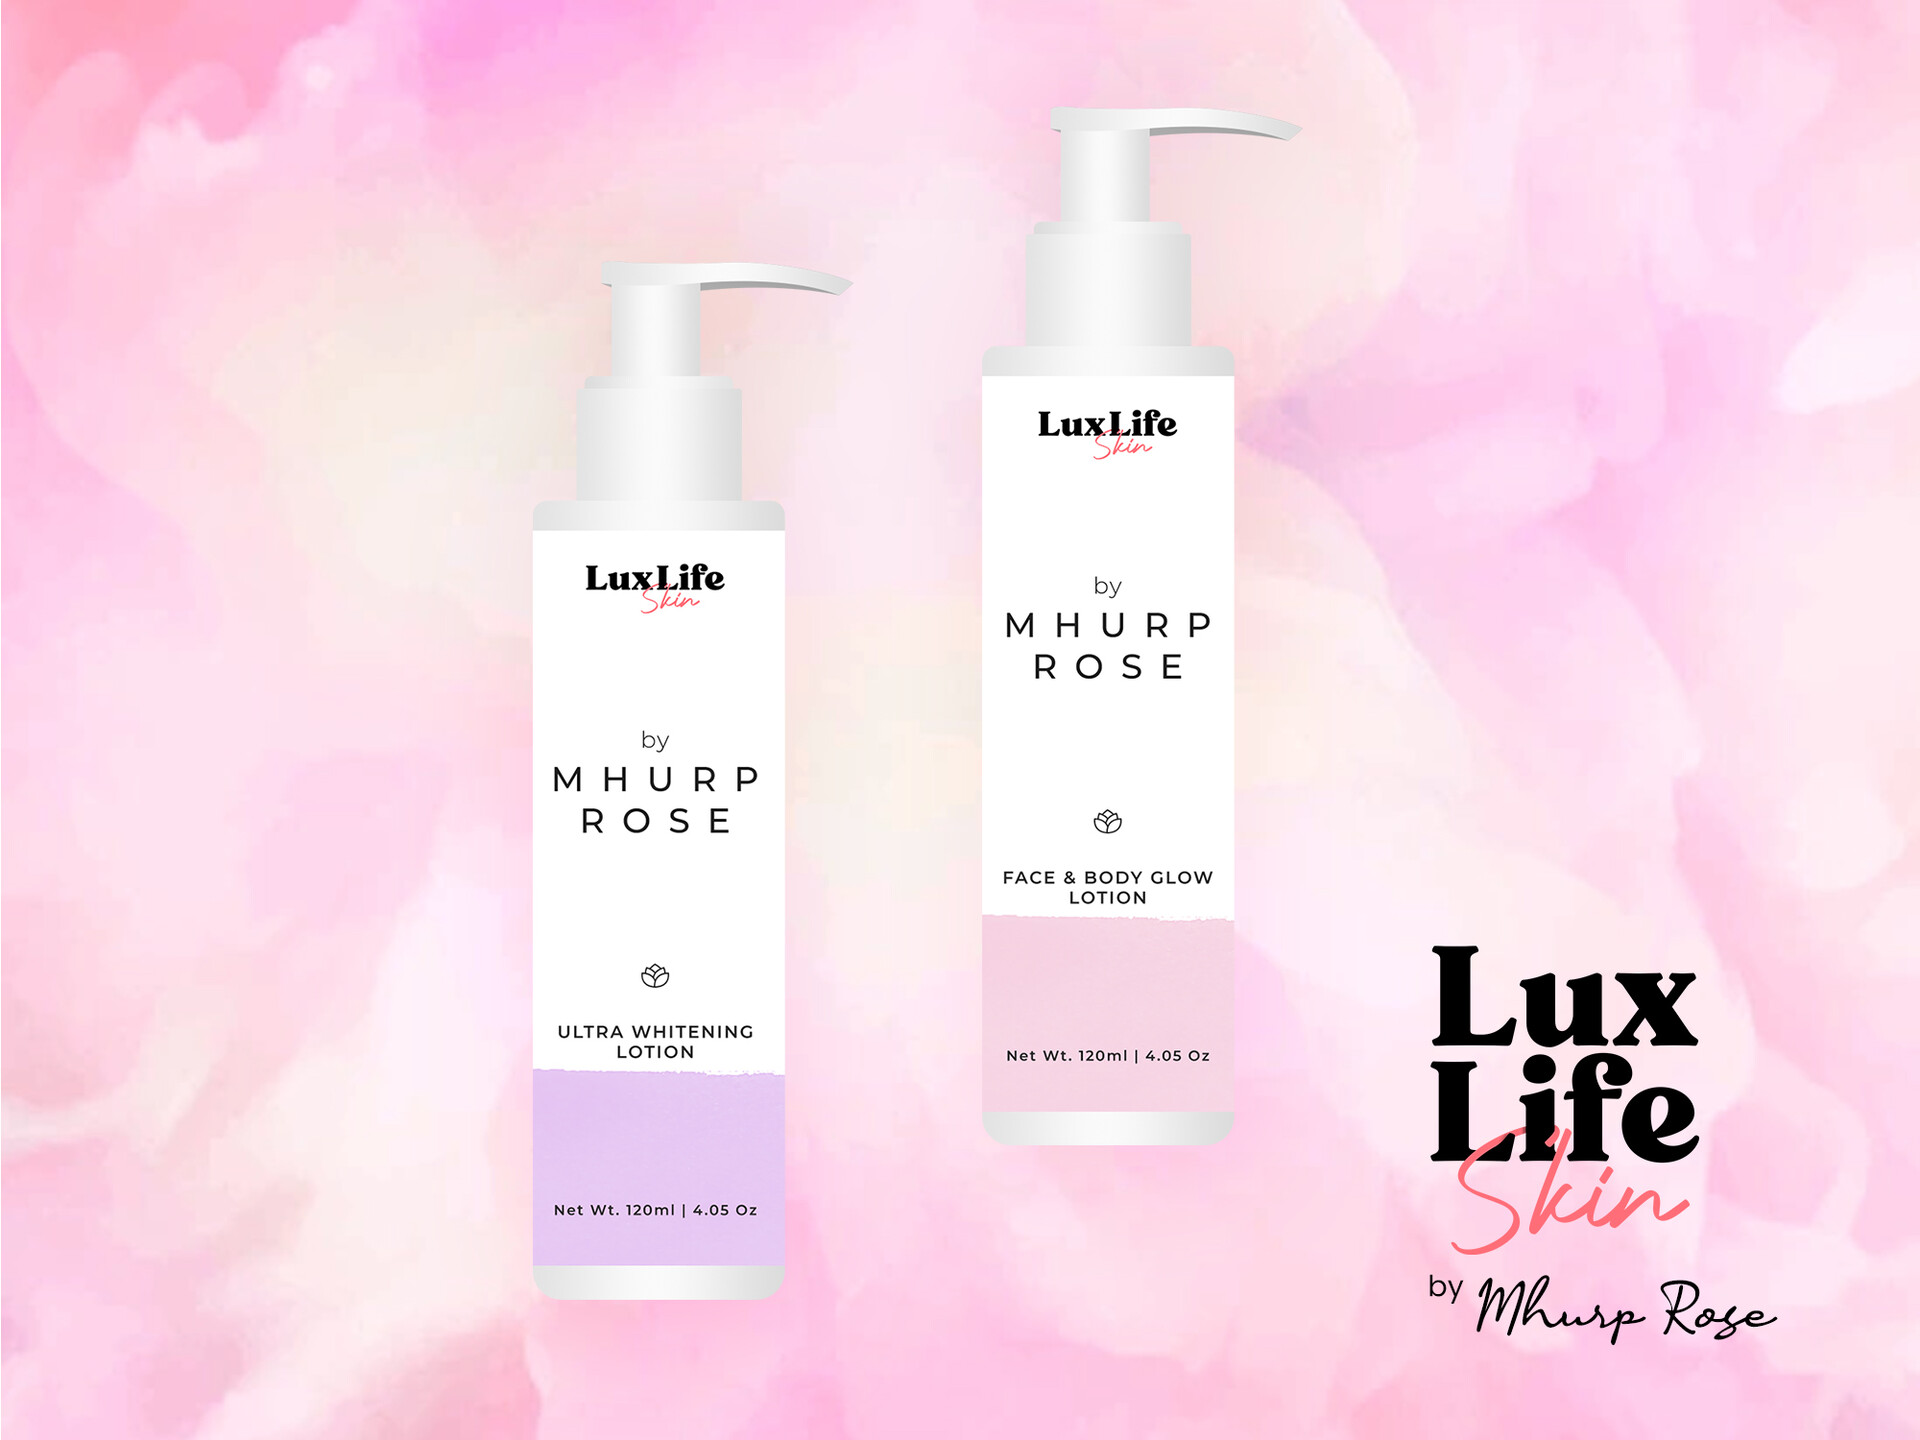 LuxLife
Skin
by
MHURP
ROSE
ULTRA WHITENING
LOTION
Net Wt. 120ml | 4.05 Oz
LuxLife
Skin
by
MHURP
ROSE
FACE & BODY GLOW
LOTION
Net Wt. 120ml | 4.05 Oz
Lux
Life
Skin
by Mhurp Rose